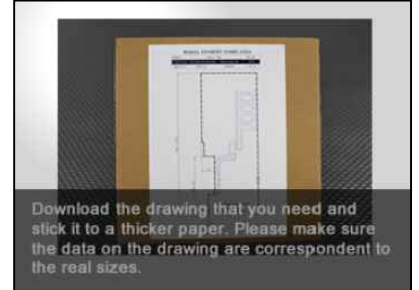 Download the drawing that you need and
stick it to a thicker paper. Please make sure
the data on the drawing are correspondent to
the real sizes.